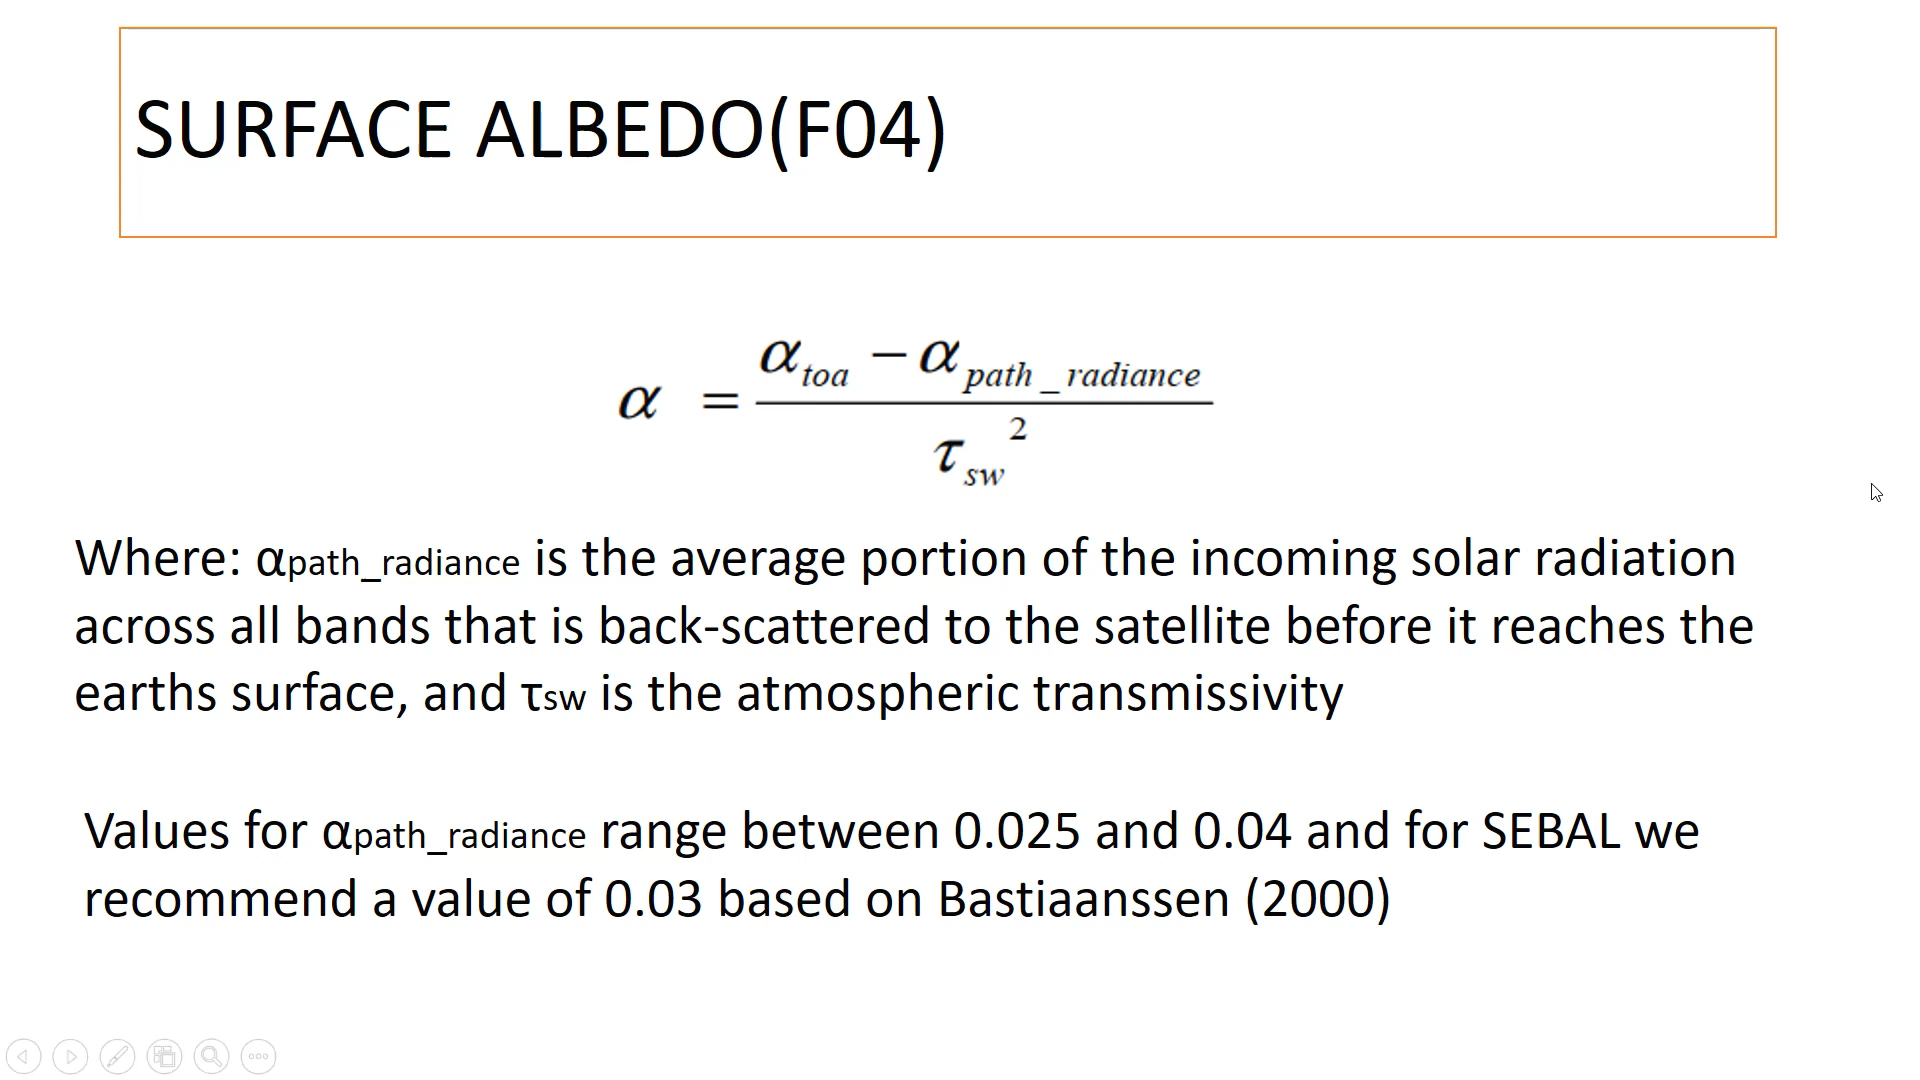 SURFACE ALBEDO(F04)
α = (α_toa − α_path_radiance) / τ_sw²
Where: αpath_radiance is the average portion of the incoming solar radiation
across all bands that is back-scattered to the satellite before it reaches the
earths surface, and τsw is the atmospheric transmissivity
Values for αpath_radiance range between 0.025 and 0.04 and for SEBAL we
recommend a value of 0.03 based on Bastiaanssen (2000)